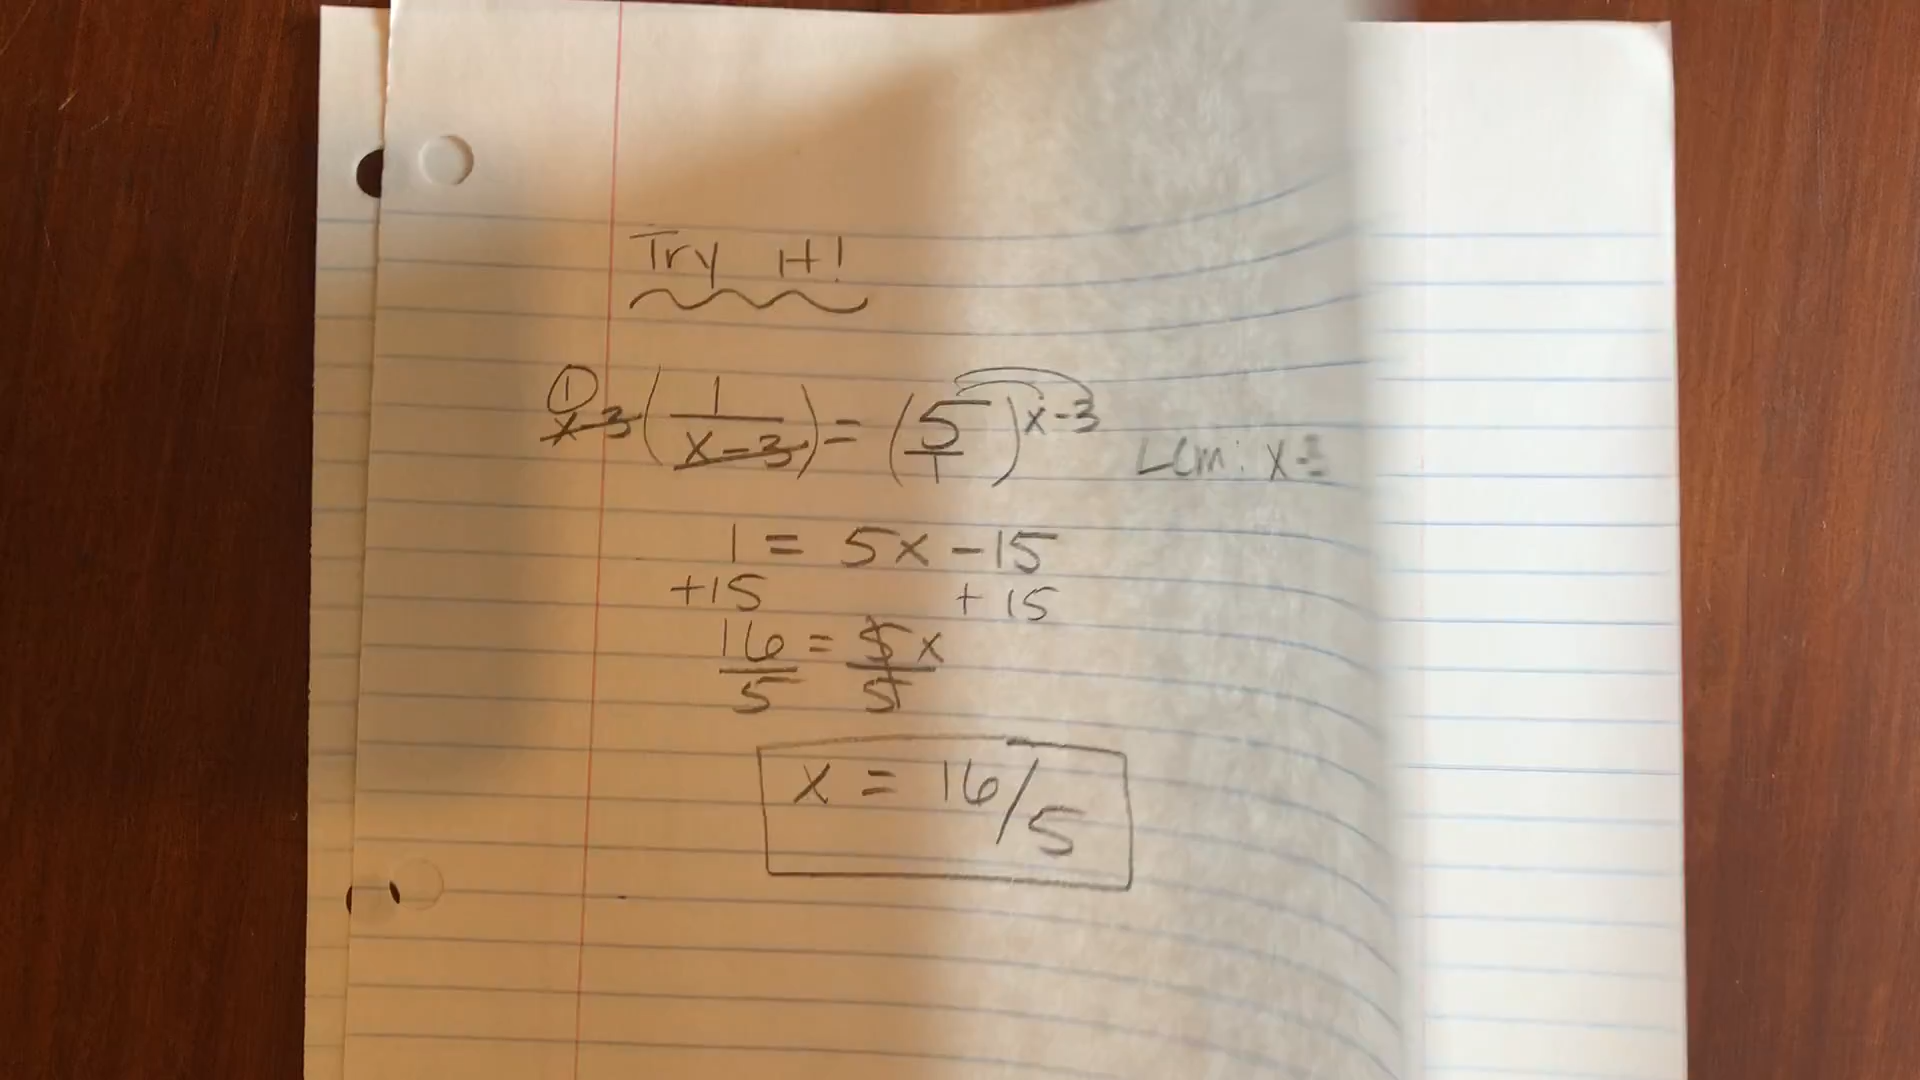 Try it!
① x-3 (1/x-3) = (5/1) x-3 LCM: x-
1 = 5x - 15
+15 +15
16/5 = 5x/5
x = 16/5